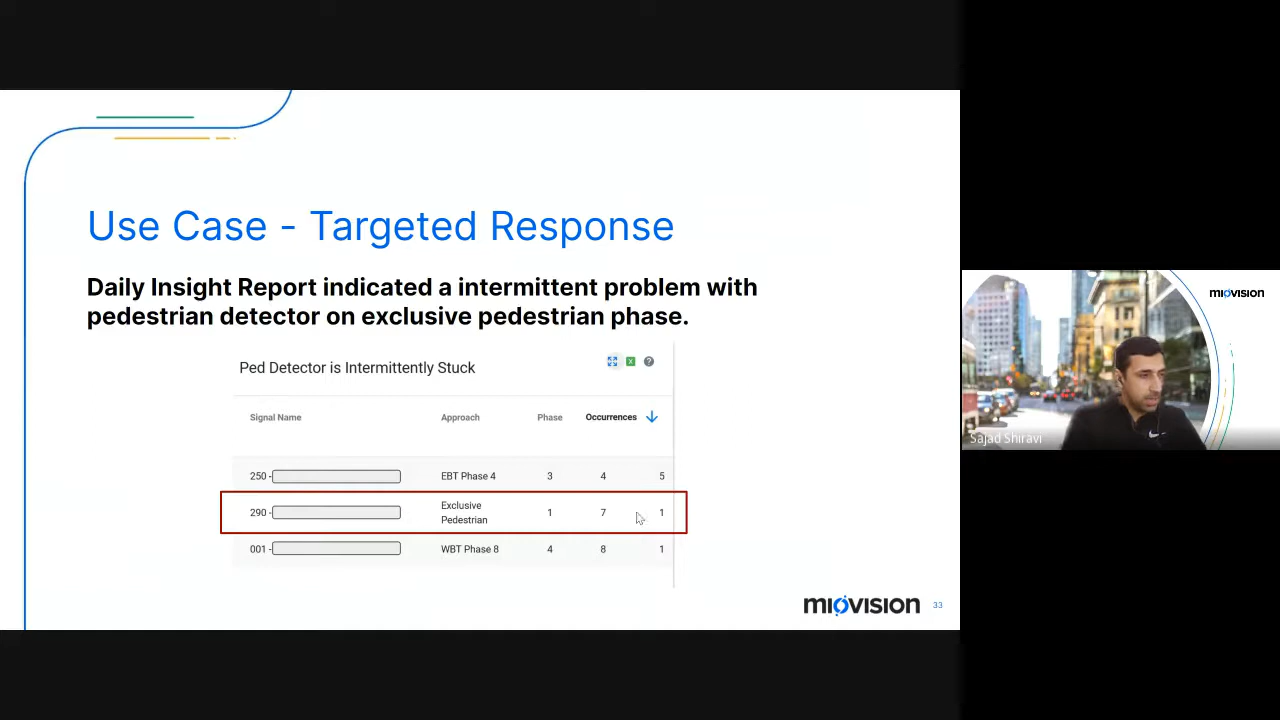 Use Case - Targeted Response
Daily Insight Report indicated a intermittent problem with
pedestrian detector on exclusive pedestrian phase.
Ped Detector is Intermittently Stuck
X ?
Signal Name Approach Phase Occurrences
250 - EBT Phase 4 3 4 5
290 - Exclusive Pedestrian 1 7 1
001 - WBT Phase 8 4 8 1
miovision 33
miovision
Sajad Shiravi